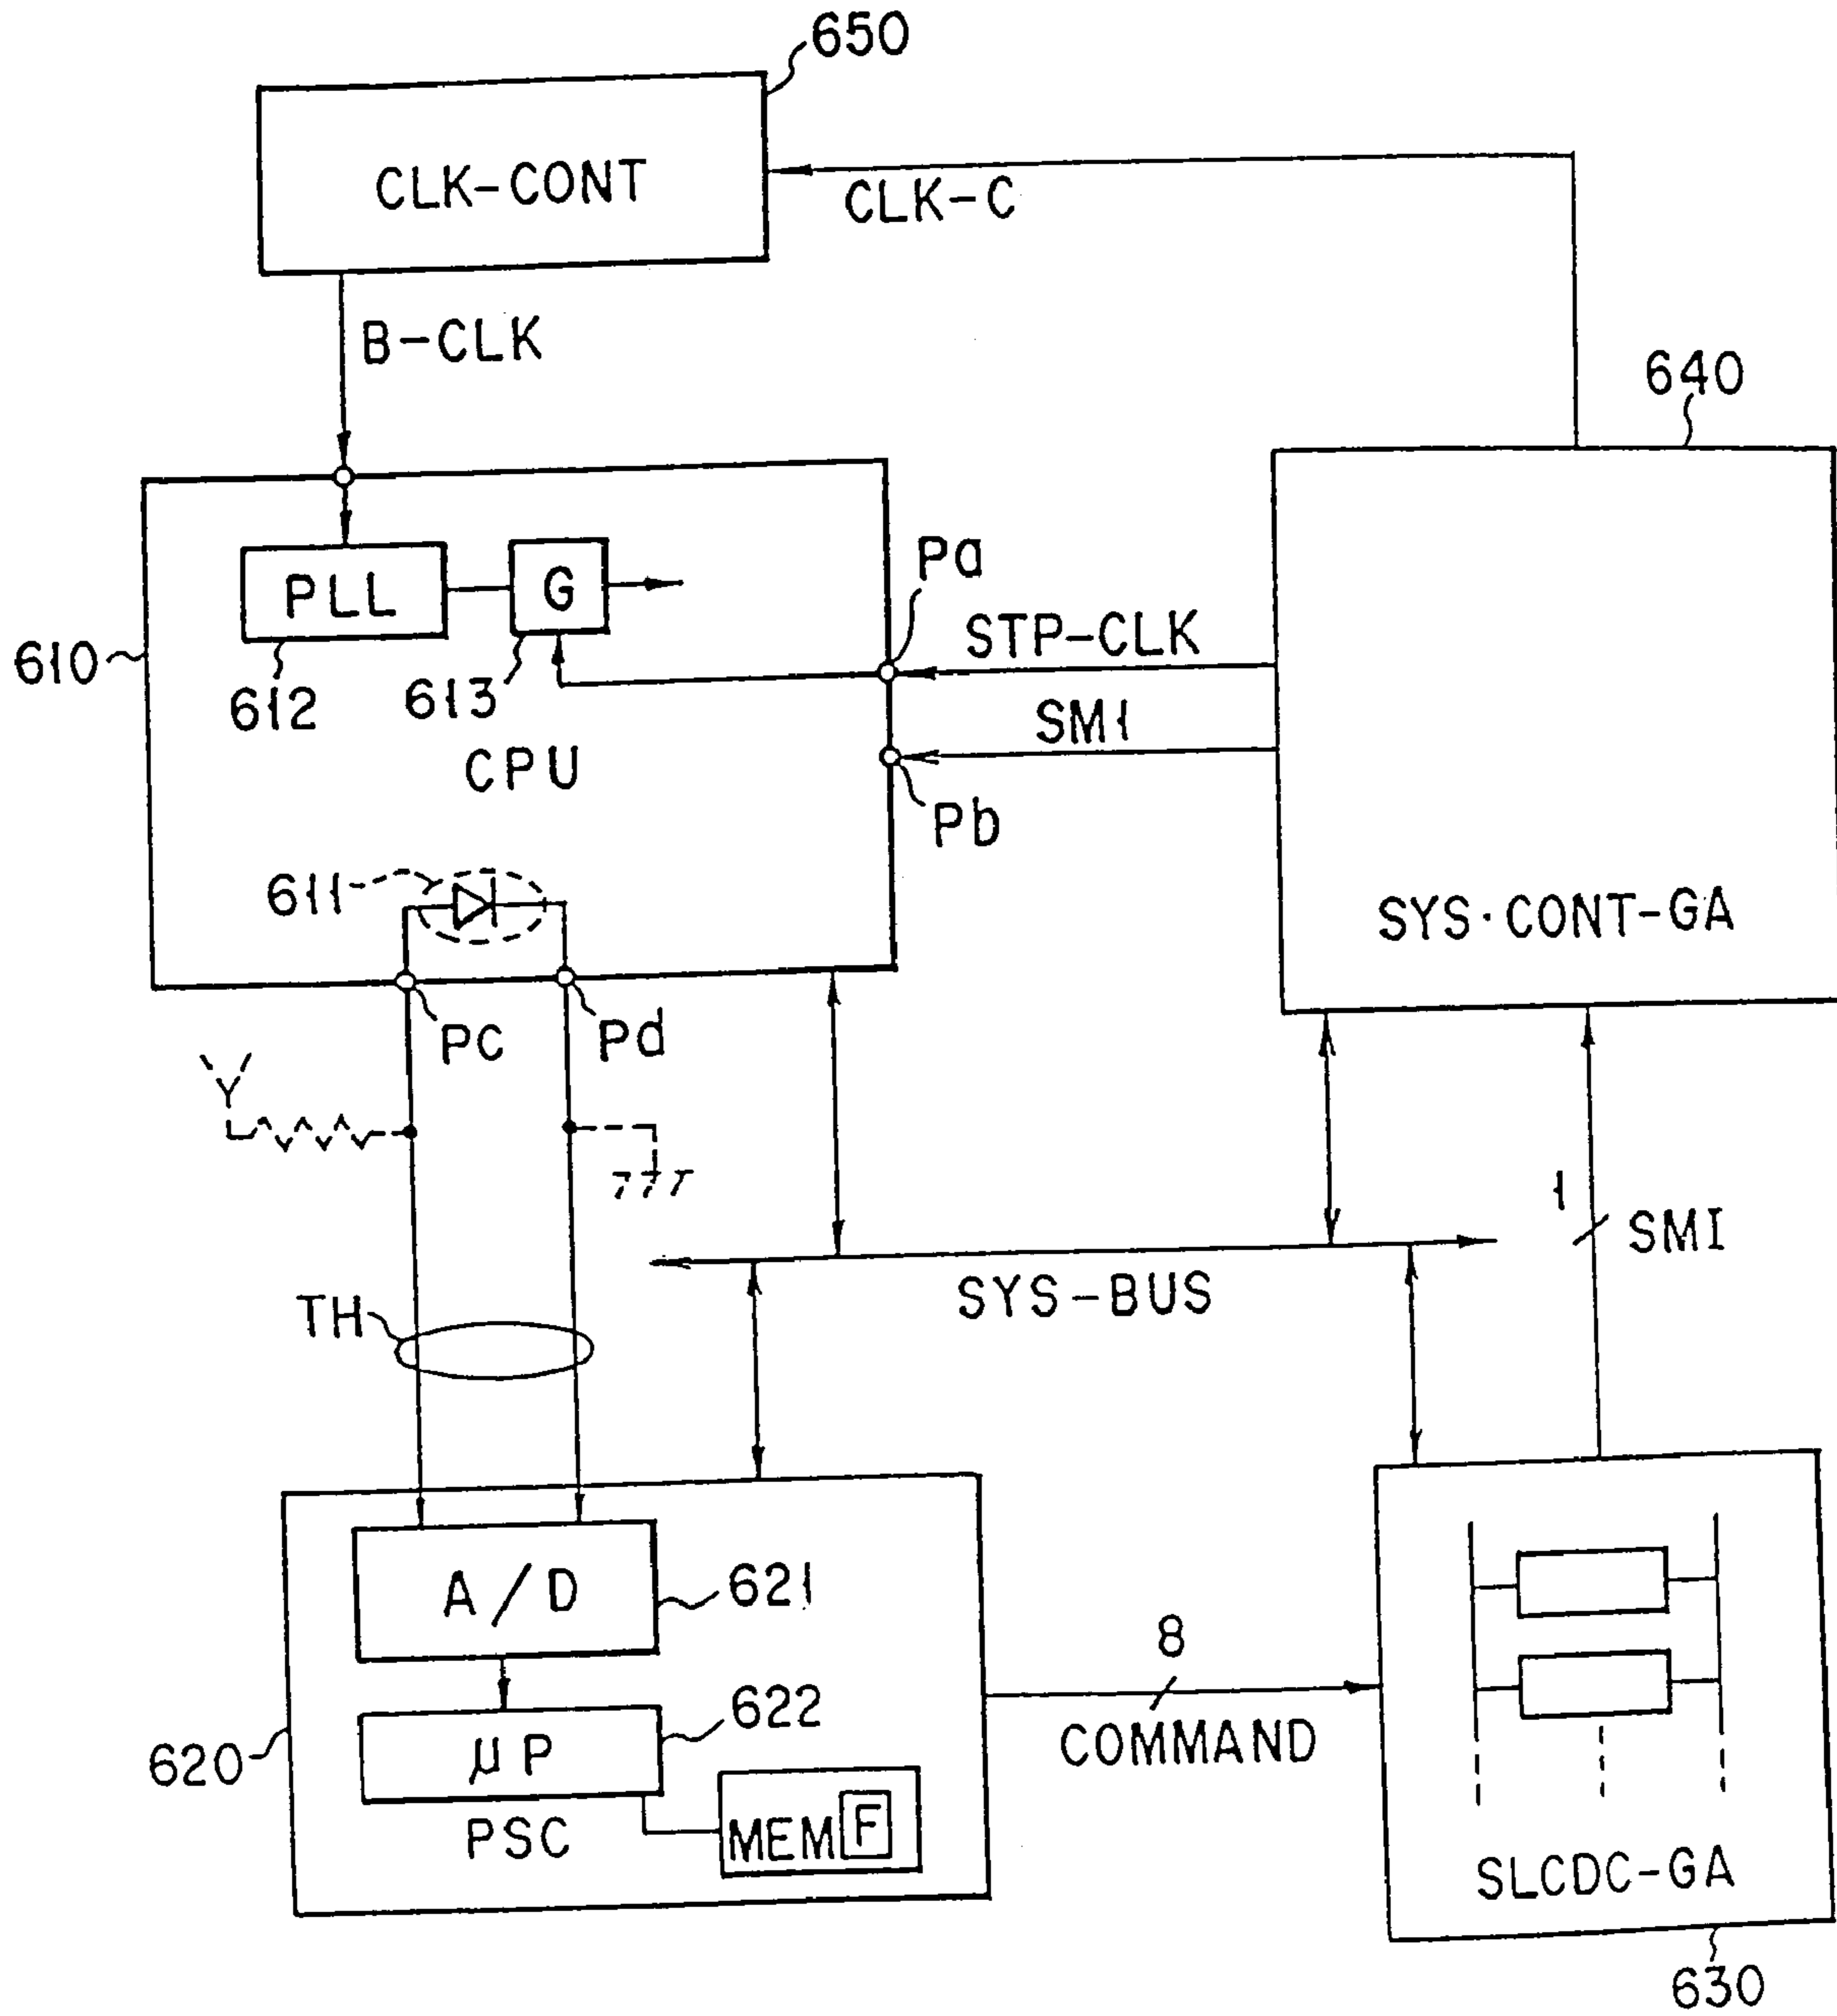 650
CLK-CONT
CLK-C
B-CLK
640
PLL
G
Pa
STP-CLK
610
612
613
SMI
CPU
Pb
611
SYS·CONT-GA
PC
Pd
1
SMI
SYS-BUS
TH
A/D
621
8
622
620
μP
COMMAND
PSC
MEM
F
SLCDC-GA
630